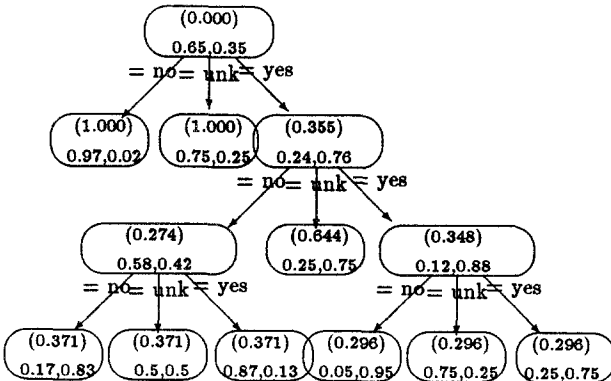 (0.000)
0.65,0.35
= no = unk = yes
(1.000) (1.000) (0.355)
0.97,0.02 0.75,0.25 0.24,0.76
= no = unk = yes
(0.274) (0.644) (0.348)
0.58,0.42 0.25,0.75 0.12,0.88
= no = unk = yes = no = unk = yes
(0.371) (0.371) (0.371) (0.296) (0.296) (0.296)
0.17,0.83 0.5,0.5 0.87,0.13 0.05,0.95 0.75,0.25 0.25,0.75